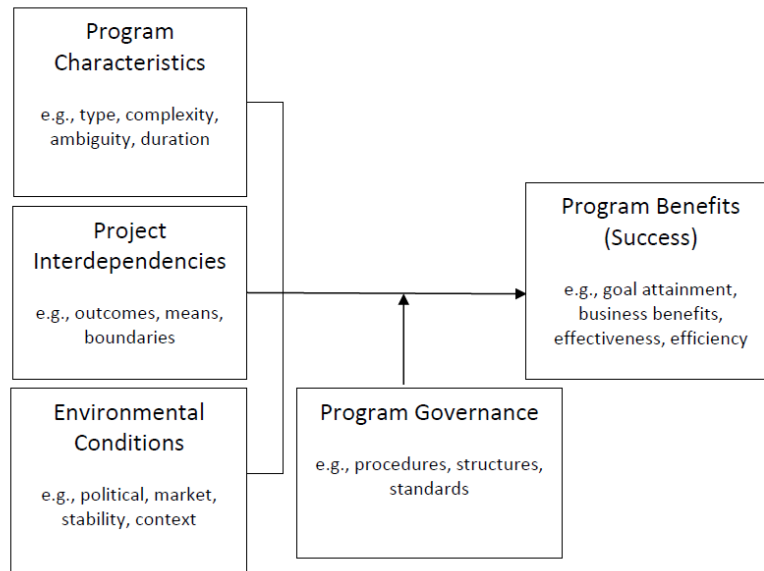 Program
Characteristics
e.g., type, complexity,
ambiguity, duration
Project
Interdependencies
e.g., outcomes, means,
boundaries
Environmental
Conditions
e.g., political, market,
stability, context
Program Governance
e.g., procedures, structures,
standards
Program Benefits
(Success)
e.g., goal attainment,
business benefits,
effectiveness, efficiency